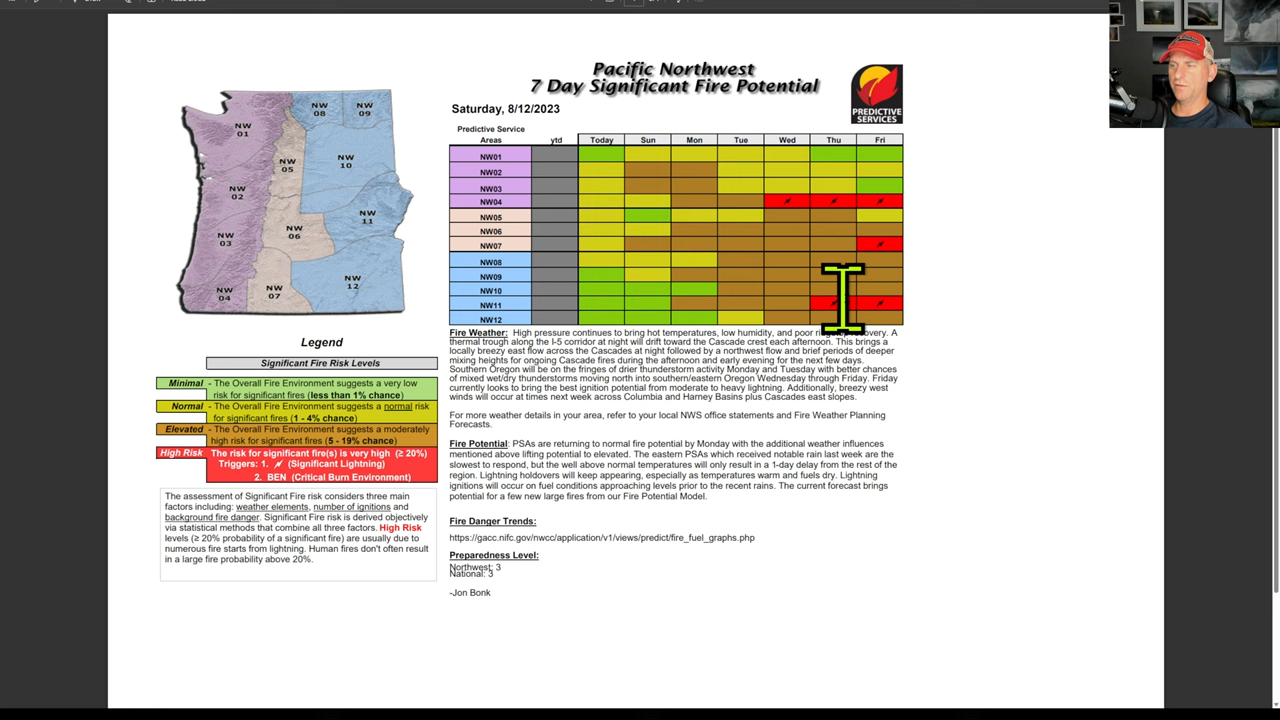 Pacific Northwest
7 Day Significant Fire Potential
PREDICTIVE
SERVICES
Saturday, 8/12/2023
NW 01
NW 02
NW 03
NW 04
NW 05
NW 06
NW 07
NW 08
NW 09
NW 10
NW 11
NW 12
Predictive Service
Areas ytd Today Sun Mon Tue Wed Thu Fri
NW01
NW02
NW03
NW04
NW05
NW06
NW07
NW08
NW09
NW10
NW11
NW12
Legend
Significant Fire Risk Levels
Minimal - The Overall Fire Environment suggests a very low
risk for significant fires (less than 1% chance)
Normal - The Overall Fire Environment suggests a normal risk
for significant fires (1 - 4% chance)
Elevated - The Overall Fire Environment suggests a moderately
high risk for significant fires (5 - 19% chance)
High Risk The risk for significant fire(s) is very high (≥ 20%)
Triggers: 1. (Significant Lightning)
2. BEN (Critical Burn Environment)
The assessment of Significant Fire risk considers three main
factors including: weather elements, number of ignitions and
background fire danger. Significant Fire risk is derived objectively
via statistical methods that combine all three factors. High Risk
levels (≥ 20% probability of a significant fire) are usually due to
numerous fire starts from lightning. Human fires don't often result
in a large fire probability above 20%.
Fire Weather: High pressure continues to bring hot temperatures, low humidity, and poor A
thermal trough along the I-5 corridor at night will drift toward the Cascade crest each afternoon. This brings a
locally breezy east flow across the Cascades at night followed by a northwest flow and brief periods of deeper
mixing heights for ongoing Cascade fires during the afternoon and early evening for the next few days.
Southern Oregon will be on the fringes of drier thunderstorm activity Monday and Tuesday with better chances
of mixed wet/dry thunderstorms moving north into southern/eastern Oregon Wednesday through Friday. Friday
currently looks to bring the best ignition potential from moderate to heavy lightning. Additionally, breezy west
winds will occur at times next week across Columbia and Harney Basins plus Cascades east slopes.
For more weather details in your area, refer to your local NWS office statements and Fire Weather Planning
Forecasts.
Fire Potential: PSAs are returning to normal fire potential by Monday with the additional weather influences
mentioned above lifting potential to elevated. The eastern PSAs which received notable rain last week are the
slowest to respond, but the well above normal temperatures will only result in a 1-day delay from the rest of the
region. Lightning holdovers will keep appearing, especially as temperatures warm and fuels dry. Lightning
ignitions will occur on fuel conditions approaching levels prior to the recent rains. The current forecast brings
potential for a few new large fires from our Fire Potential Model.
Fire Danger Trends:
https://gacc.nifc.gov/nwcc/application/v1/views/predict/fire_fuel_graphs.php
Preparedness Level:
Northwest: 3
National: 3
-Jon Bonk